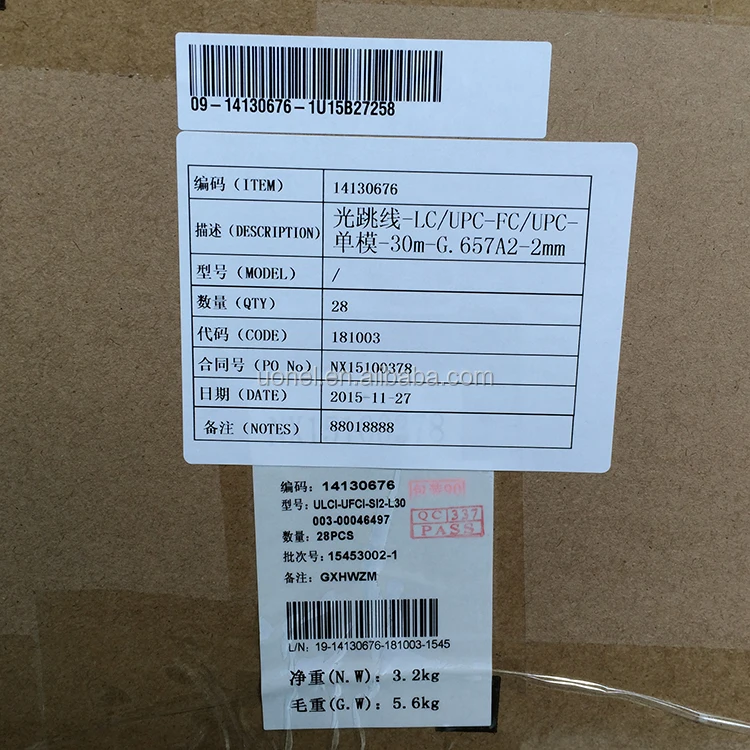 09-14130676-1U15B27258
编码(ITEM) 14130676
描述(DESCRIPTION) 光跳线-LC/UPC-FC/UPC-
单模-30m-G.657A2-2mm
型号(MODEL) /
数量(QTY) 28
代码(CODE) 181003
合同号(PO No) NX15100378
uonel.en.alibaba.com
日期(DATE) 2015-11-27
备注(NOTES) 88018888
编码: 14130676
型号: ULCI-UFCI-SI2-L30
003-00046497
QC 337
PASS
数量: 28PCS
批次号: 15453002-1
备注: GXHWZM
L/N: 19-14130676-181003-1545
净重(N.W): 3.2kg
毛重(G.W): 5.6kg